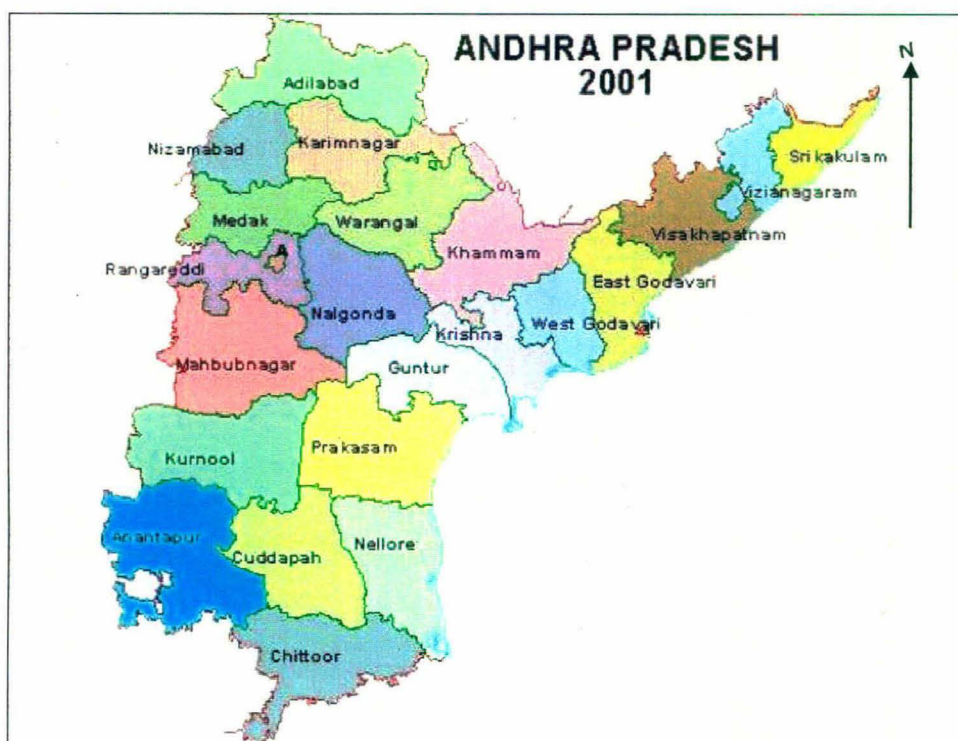 ANDHRA PRADESH
2001
N
Adilabad
Nizamabad
Karimnagar
Srikakulam
Vizianagaram
Medak
Warangal
Visakhapatnam
A
Khammam
Rangareddi
East Godavari
Nalgonda
Krishna
West Godavari
Mahbubnagar
Guntur
Prakasam
Kurnool
Anantapur
Nellore
Cuddapah
Chittoor